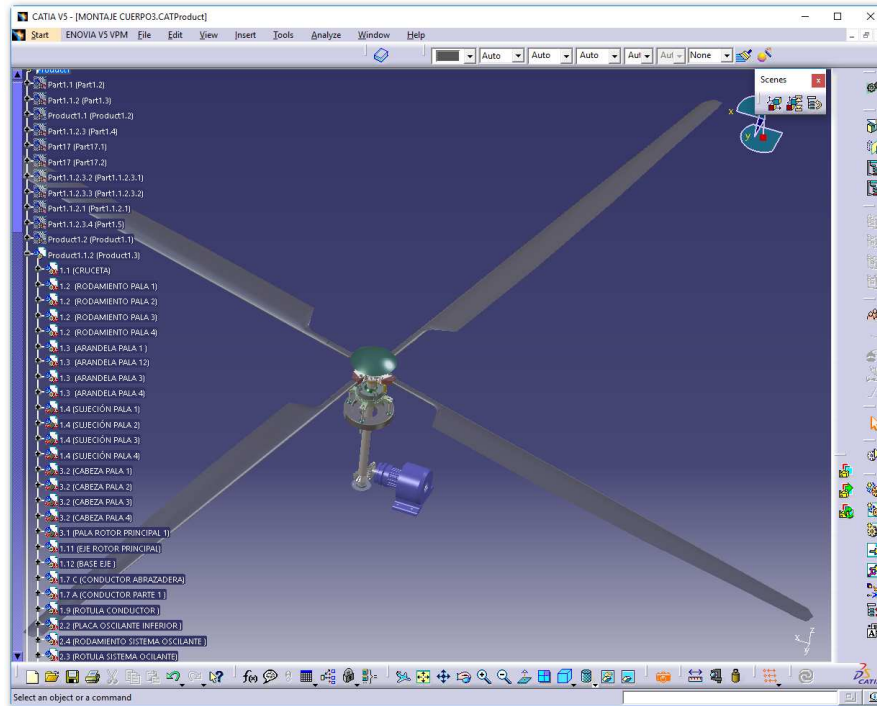 CATIA V5 - [MONTAJE CUERPO3.CATProduct]
Start ENOVIA V5 VPM File Edit View Insert Tools Analyze Window Help
Auto Auto Auto Aut Aut None
Scenes
Product1
Part1.1 (Part1.2)
Part1.1.2 (Part1.3)
Product1.1 (Product1.2)
Part1.1.2.3 (Part1.4)
Part17 (Part17.1)
Part17 (Part17.2)
Part1.1.2.3.2 (Part1.1.2.3.1)
Part1.1.2.3.3 (Part1.1.2.3.2)
Part1.1.2.1 (Part1.1.2.1)
Part1.1.2.3.4 (Part1.5)
Product1.2 (Product1.1)
Product1.1.2 (Product1.3)
1.1 (CRUCETA)
1.2 (RODAMIENTO PALA 1)
1.2 (RODAMIENTO PALA 2)
1.2 (RODAMIENTO PALA 3)
1.2 (RODAMIENTO PALA 4)
1.3 (ARANDELA PALA 1 )
1.3 (ARANDELA PALA 12)
1.3 (ARANDELA PALA 3)
1.3 (ARANDELA PALA 4)
1.4 (SUJECIÓN PALA 1)
1.4 (SUJECIÓN PALA 2)
1.4 (SUJECIÓN PALA 3)
1.4 (SUJECIÓN PALA 4)
3.2 (CABEZA PALA 1)
3.2 (CABEZA PALA 2)
3.2 (CABEZA PALA 3)
3.2 (CABEZA PALA 4)
3.1 (PALA ROTOR PRINCIPAL 1)
1.11 (EJE ROTOR PRINCIPAL)
1.12 (BASE EJE )
1.7 C (CONDUCTOR ABRAZADERA)
1.7 A (CONDUCTOR PARTE 1 )
1.9 (ROTULA CONDUCTOR )
2.2 (PLACA OSCILANTE INFERIOR )
2.4 (RODAMIENTO SISTEMA OSCILANTE )
2.3 (ROTULA SISTEMA OCILANTE)
x
y
x z
y
f(x)
CATIA
Select an object or a command